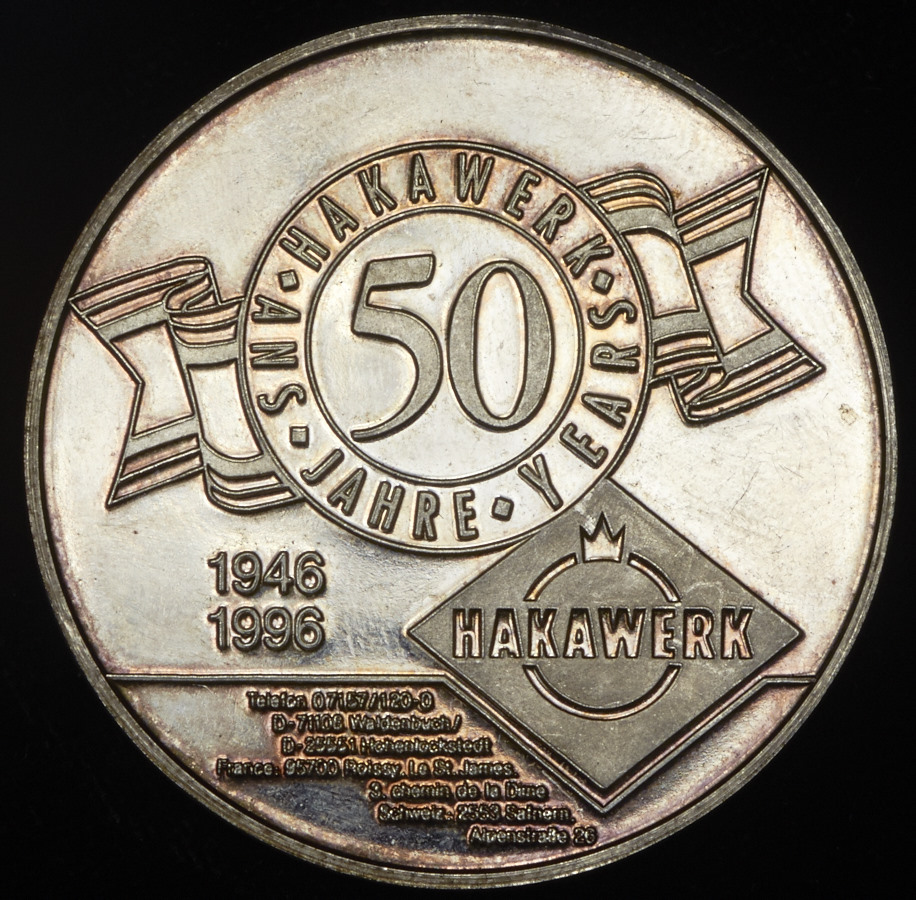 HAKAWERK
50
YEARS
JAHRE
ANS
1946
1996
HAKAWERK
Telefon 07157/120-0
D-71108 Waldenbuch/
D-25551 Hohenlockstedt
France: 95700 Roissy, Le St. James,
3, chemin de la Dime
Schweiz: 2553 Safnern,
Alpenstraße 26